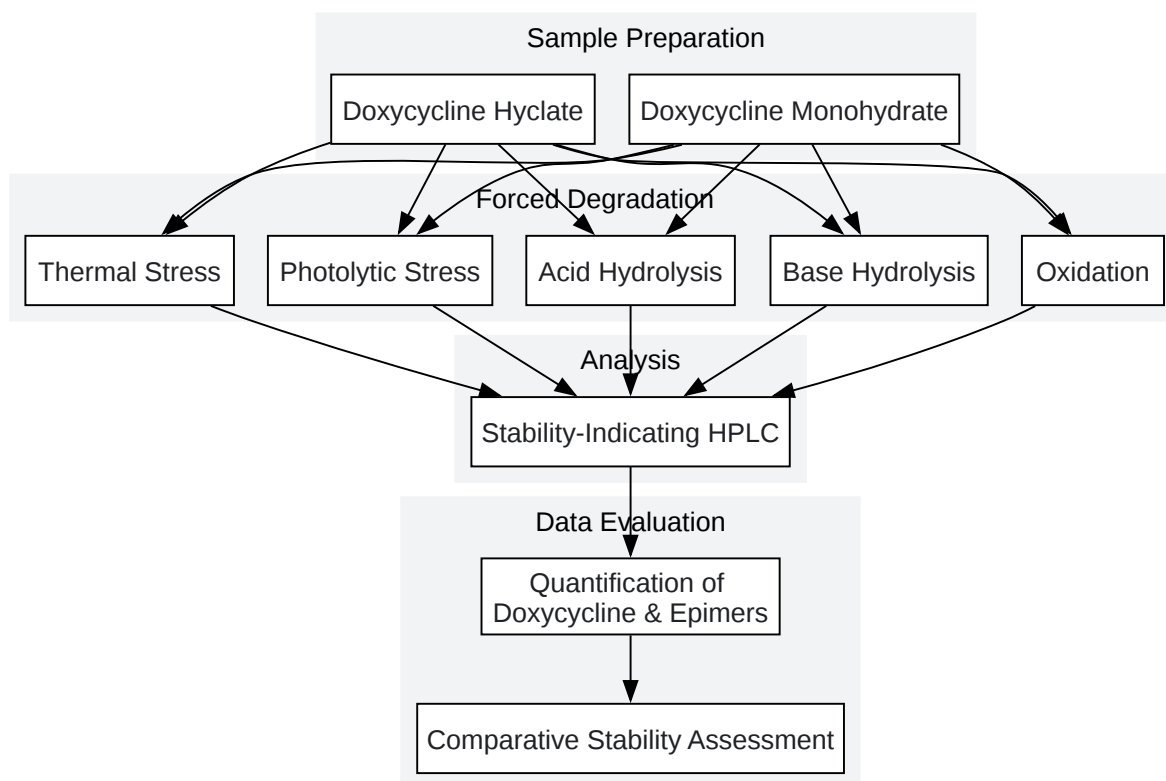 Sample Preparation
Doxycycline Hyclate
Doxycycline Monohydrate
Forced Degradation
Thermal Stress
Photolytic Stress
Acid Hydrolysis
Base Hydrolysis
Oxidation
Analysis
Stability-Indicating HPLC
Data Evaluation
Quantification of
Doxycycline & Epimers
Comparative Stability Assessment